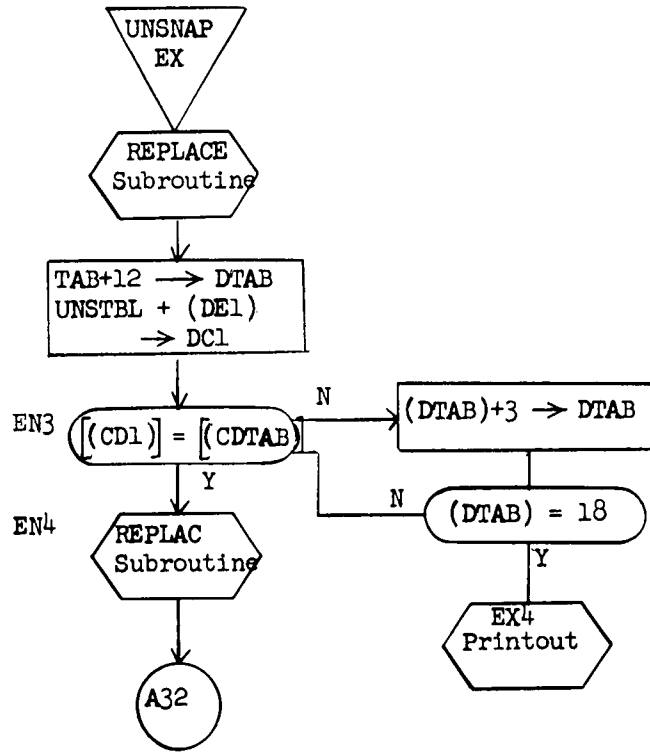 UNSNAP
EX
REPLACE
Subroutine
TAB+12 → DTAB
UNSTBL + (DE1)
→ DC1
EN3
[(CD1)] = [(CDTAB)]
N
(DTAB)+3 → DTAB
Y
N
(DTAB) = 18
Y
EN4
REPLAC
Subroutine
EX4
Printout
A32